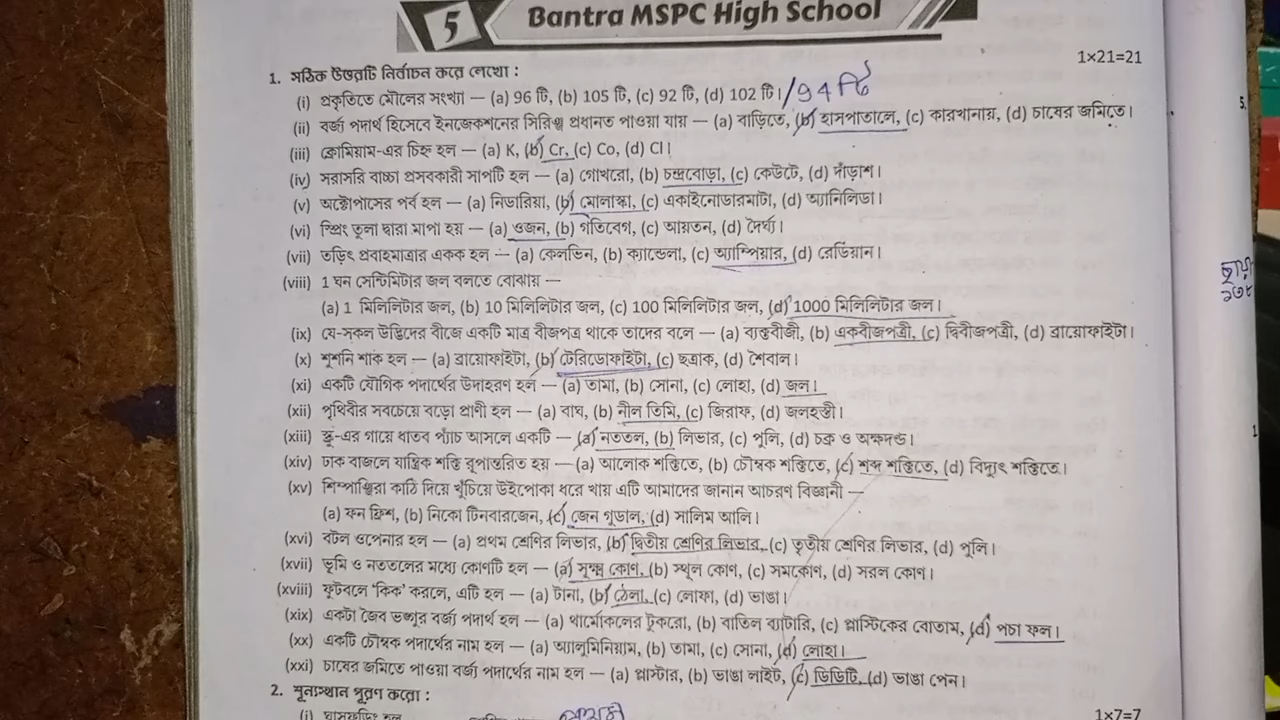 5 Bantra MSPC High School
1. সঠিক উত্তরটি নির্বাচন করে লেখো : 1×21=21
(i) প্রকৃতিতে মৌলের সংখ্যা — (a) 96 টি, (b) 105 টি, (c) 92 টি, (d) 102 টি। /94 টি
(ii) বর্জ্য পদার্থ হিসেবে ইনজেকশনের সিরিঞ্জ প্রধানত পাওয়া যায় — (a) বাড়িতে, (b) হাসপাতালে, (c) কারখানায়, (d) চাষের জমিতে।
5.
(iii) ক্রোমিয়াম-এর চিহ্ন হল — (a) K, (b) Cr, (c) Co, (d) Cl।
(iv) সরাসরি বাচ্চা প্রসবকারী সাপটি হল — (a) গোখরো, (b) চন্দ্রবোড়া, (c) কেউটে, (d) দাঁড়াশ।
(v) অক্টোপাসের পর্ব হল — (a) নিডারিয়া, (b) মোলাস্কা, (c) একাইনোডারমাটা, (d) অ্যানিলিডা।
(vi) স্প্রিং তুলা দ্বারা মাপা হয় — (a) ওজন, (b) গতিবেগ, (c) আয়তন, (d) দৈর্ঘ্য।
(vii) তড়িৎ প্রবাহমাত্রার একক হল — (a) কেলভিন, (b) ক্যান্ডেলা, (c) অ্যাম্পিয়ার, (d) রেডিয়ান।
(viii) 1 ঘন সেন্টিমিটার জল বলতে বোঝায় —
(a) 1 মিলিলিটার জল, (b) 10 মিলিলিটার জল, (c) 100 মিলিলিটার জল, (d) 1000 মিলিলিটার জল।
(ix) যে-সকল উদ্ভিদের বীজে একটি মাত্র বীজপত্র থাকে তাদের বলে — (a) ব্যক্তবীজী, (b) একবীজপত্রী, (c) দ্বিবীজপত্রী, (d) ব্রায়োফাইটা।
(x) শুশনি শাক হল — (a) ব্রায়োফাইটা, (b) টেরিডোফাইটা, (c) ছত্রাক, (d) শৈবাল।
(xi) একটি যৌগিক পদার্থের উদাহরণ হল — (a) তামা, (b) সোনা, (c) লোহা, (d) জল।
(xii) পৃথিবীর সবচেয়ে বড়ো প্রাণী হল — (a) বাঘ, (b) নীল তিমি, (c) জিরাফ, (d) জলহস্তী।
(xiii) স্ক্রু-এর গায়ে ধাতব প্যাঁচ আসলে একটি — (a) নততল, (b) লিভার, (c) পুলি, (d) চক্র ও অক্ষদণ্ড।
(xiv) ঢাক বাজলে যান্ত্রিক শক্তি রূপান্তরিত হয় — (a) আলোক শক্তিতে, (b) চৌম্বক শক্তিতে, (c) শব্দ শক্তিতে, (d) বিদ্যুৎ শক্তিতে।
(xv) শিম্পাঞ্জিরা কাঠি দিয়ে খুঁচিয়ে উইপোকা ধরে খায় এটি আমাদের জানান আচরণ বিজ্ঞানী —
(a) ফন ফ্রিশ, (b) নিকো টিনবারজেন, (c) জেন গুডাল, (d) সালিম আলি।
(xvi) বটল ওপেনার হল — (a) প্রথম শ্রেণির লিভার, (b) দ্বিতীয় শ্রেণির লিভার, (c) তৃতীয় শ্রেণির লিভার, (d) পুলি।
(xvii) ভূমি ও নততলের মধ্যে কোণটি হল — (a) সূক্ষ্ম কোণ, (b) স্থূল কোণ, (c) সমকোণ, (d) সরল কোণ।
(xviii) ফুটবলে 'কিক' করলে, এটি হল — (a) টানা, (b) ঠেলা, (c) লোফা, (d) ভাঙা।
(xix) একটা জৈব ভঙ্গুর বর্জ্য পদার্থ হল — (a) থার্মোকলের টুকরো, (b) বাতিল ব্যাটারি, (c) প্লাস্টিকের বোতাম, (d) পচা ফল।
(xx) একটি চৌম্বক পদার্থের নাম হল — (a) অ্যালুমিনিয়াম, (b) তামা, (c) সোনা, (d) লোহা।
(xxi) চাষের জমিতে পাওয়া বর্জ্য পদার্থের নাম হল — (a) প্লাস্টার, (b) ভাঙা লাইট, (c) ডিডিটি, (d) ভাঙা পেন।
2. শূন্যস্থান পূরণ করো : 1×7=7